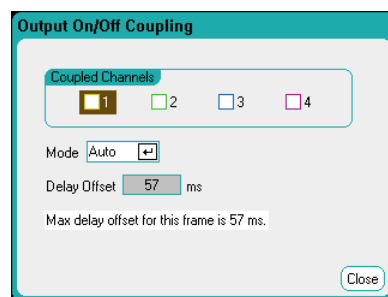 Output On/Off Coupling
Coupled Channels
1 2 3 4
Mode Auto
Delay Offset 57 ms
Max delay offset for this frame is 57 ms.
Close